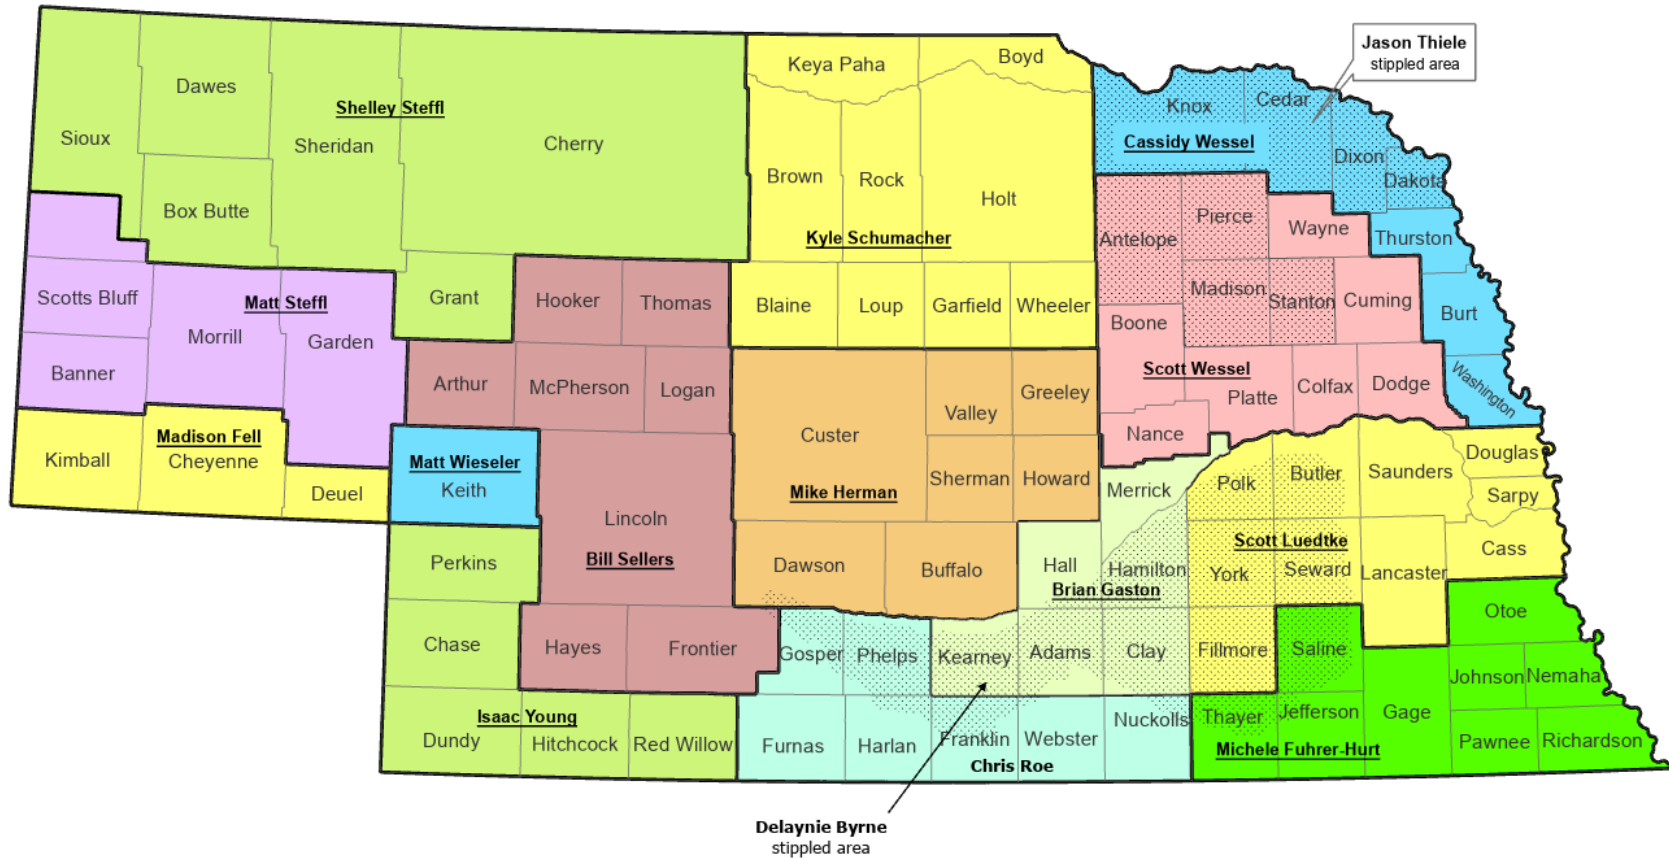 Jason Thiele
stippled area
Keya Paha
Boyd
Dawes
Shelley Steffl
Sioux
Sheridan
Cherry
Knox
Cedar
Cassidy Wessel
Dixon
Dakota
Brown
Rock
Holt
Box Butte
Kyle Schumacher
Antelope
Pierce
Wayne
Thurston
Scotts Bluff
Matt Steffl
Morrill
Garden
Grant
Hooker
Thomas
Blaine
Loup
Garfield
Wheeler
Madison
Stanton
Cuming
Burt
Boone
Banner
Arthur
McPherson
Logan
Valley
Greeley
Scott Wessel
Platte
Colfax
Dodge
Washington
Custer
Nance
Madison Fell
Kimball
Cheyenne
Deuel
Matt Wieseler
Keith
Mike Herman
Sherman
Howard
Merrick
Polk
Butler
Saunders
Douglas
Sarpy
Lincoln
Bill Sellers
Perkins
Dawson
Buffalo
Hall
Hamilton
Brian Gaston
Scott Luedtke
York
Seward
Lancaster
Cass
Otoe
Chase
Hayes
Frontier
Gosper
Phelps
Kearney
Adams
Clay
Fillmore
Saline
Johnson
Nemaha
Isaac Young
Dundy
Hitchcock
Red Willow
Furnas
Harlan
Franklin
Webster
Nuckolls
Chris Roe
Thayer
Jefferson
Gage
Michele Fuhrer-Hurt
Pawnee
Richardson
Delaynie Byrne
stippled area